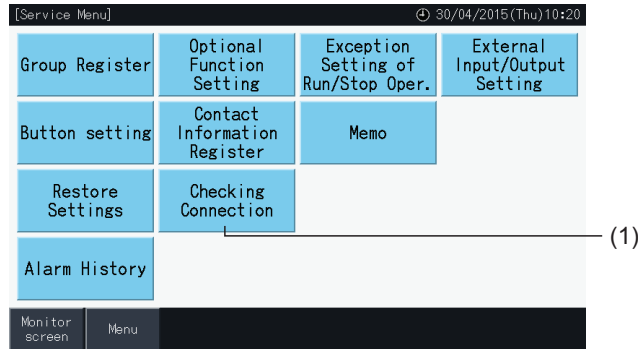 [Service Menu]
30/04/2015(Thu)10:20
Group Register
Optional
Function
Setting
Exception
Setting of
Run/Stop Oper.
External
Input/Output
Setting
Button setting
Contact
Information
Register
Memo
Restore
Settings
Checking
Connection
(1)
Alarm History
Monitor
screen
Menu